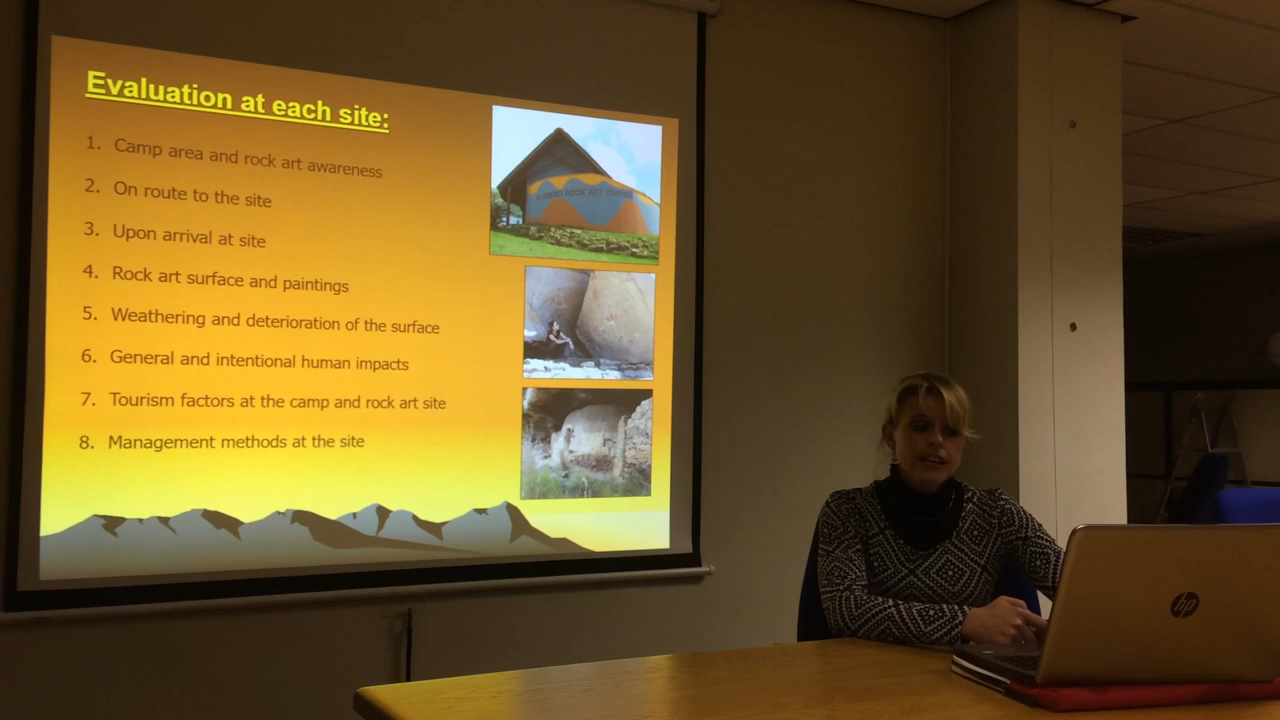 Evaluation at each site:
1. Camp area and rock art awareness
2. On route to the site
3. Upon arrival at site
4. Rock art surface and paintings
5. Weathering and deterioration of the surface
6. General and intentional human impacts
7. Tourism factors at the camp and rock art site
8. Management methods at the site
ROCK ART CENTRE
hp